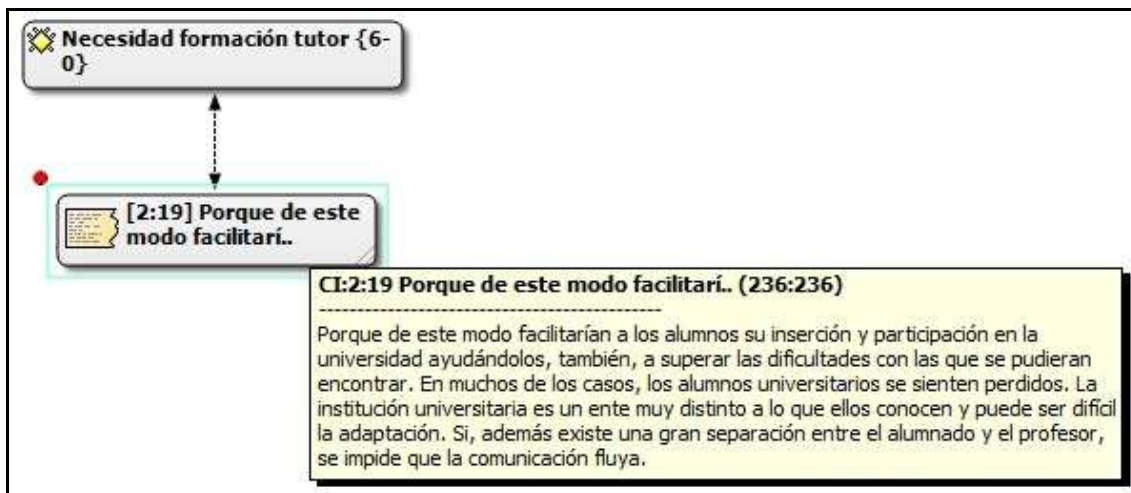 Necesidad formación tutor {6-
0}
[2:19] Porque de este
modo facilitarí..
CI:2:19 Porque de este modo facilitarí.. (236:236)
----------------------------------------------
Porque de este modo facilitarían a los alumnos su inserción y participación en la
universidad ayudándolos, también, a superar las dificultades con las que se pudieran
encontrar. En muchos de los casos, los alumnos universitarios se sienten perdidos. La
institución universitaria es un ente muy distinto a lo que ellos conocen y puede ser difícil
la adaptación. Si, además existe una gran separación entre el alumnado y el profesor,
se impide que la comunicación fluya.